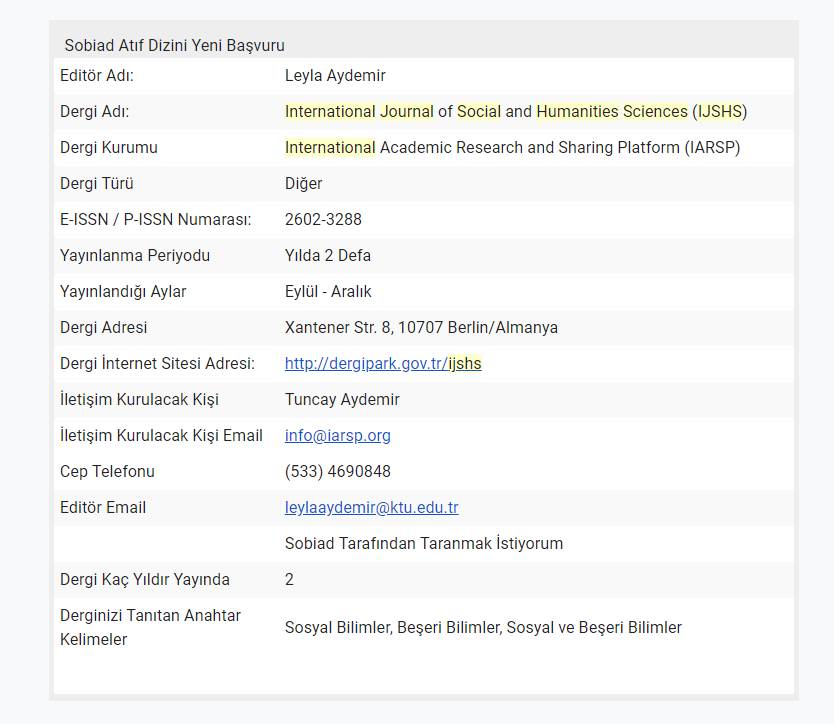 Sobiad Atıf Dizini Yeni Başvuru
Editör Adı: Leyla Aydemir
Dergi Adı: International Journal of Social and Humanities Sciences (IJSHS)
Dergi Kurumu International Academic Research and Sharing Platform (IARSP)
Dergi Türü Diğer
E-ISSN / P-ISSN Numarası: 2602-3288
Yayınlanma Periyodu Yılda 2 Defa
Yayınlandığı Aylar Eylül - Aralık
Dergi Adresi Xantener Str. 8, 10707 Berlin/Almanya
Dergi İnternet Sitesi Adresi: http://dergipark.gov.tr/ijshs
İletişim Kurulacak Kişi Tuncay Aydemir
İletişim Kurulacak Kişi Email info@iarsp.org
Cep Telefonu (533) 4690848
Editör Email leylaaydemir@ktu.edu.tr
Sobiad Tarafından Taranmak İstiyorum
Dergi Kaç Yıldır Yayında 2
Derginizi Tanıtan Anahtar
Kelimeler
Sosyal Bilimler, Beşeri Bilimler, Sosyal ve Beşeri Bilimler